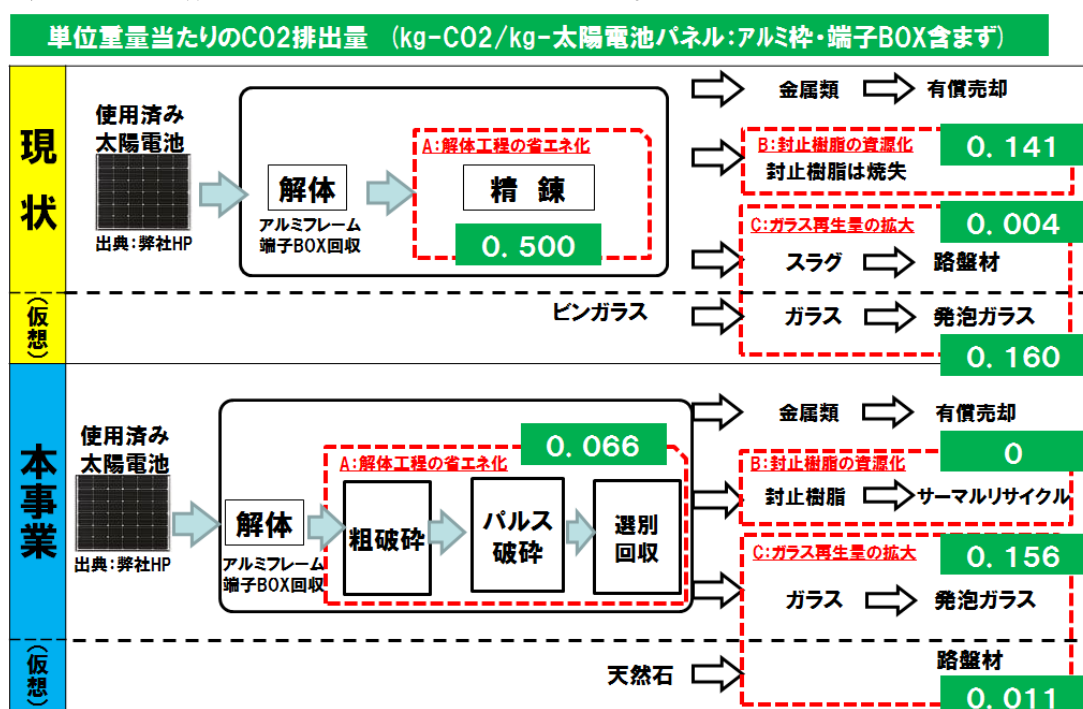 単位重量当たりのCO2排出量 (kg-CO2/kg-太陽電池パネル:アルミ枠・端子BOX含まず)
現状
使用済み
太陽電池
出典:弊社HP
解体
アルミフレーム
端子BOX回収
A:解体工程の省エネ化
精錬
0.500
金属類
有償売却
B:封止樹脂の資源化
0.141
封止樹脂は焼失
C:ガラス再生量の拡大
0.004
スラグ
路盤材
(仮想)
ビンガラス
ガラス
発泡ガラス
0.160
本事業
使用済み
太陽電池
出典:弊社HP
解体
アルミフレーム
端子BOX回収
A:解体工程の省エネ化
0.066
粗破砕
パルス
破砕
選別
回収
金属類
有償売却
B:封止樹脂の資源化
0
封止樹脂
サーマルリサイクル
C:ガラス再生量の拡大
0.156
ガラス
発泡ガラス
(仮想)
天然石
路盤材
0.011